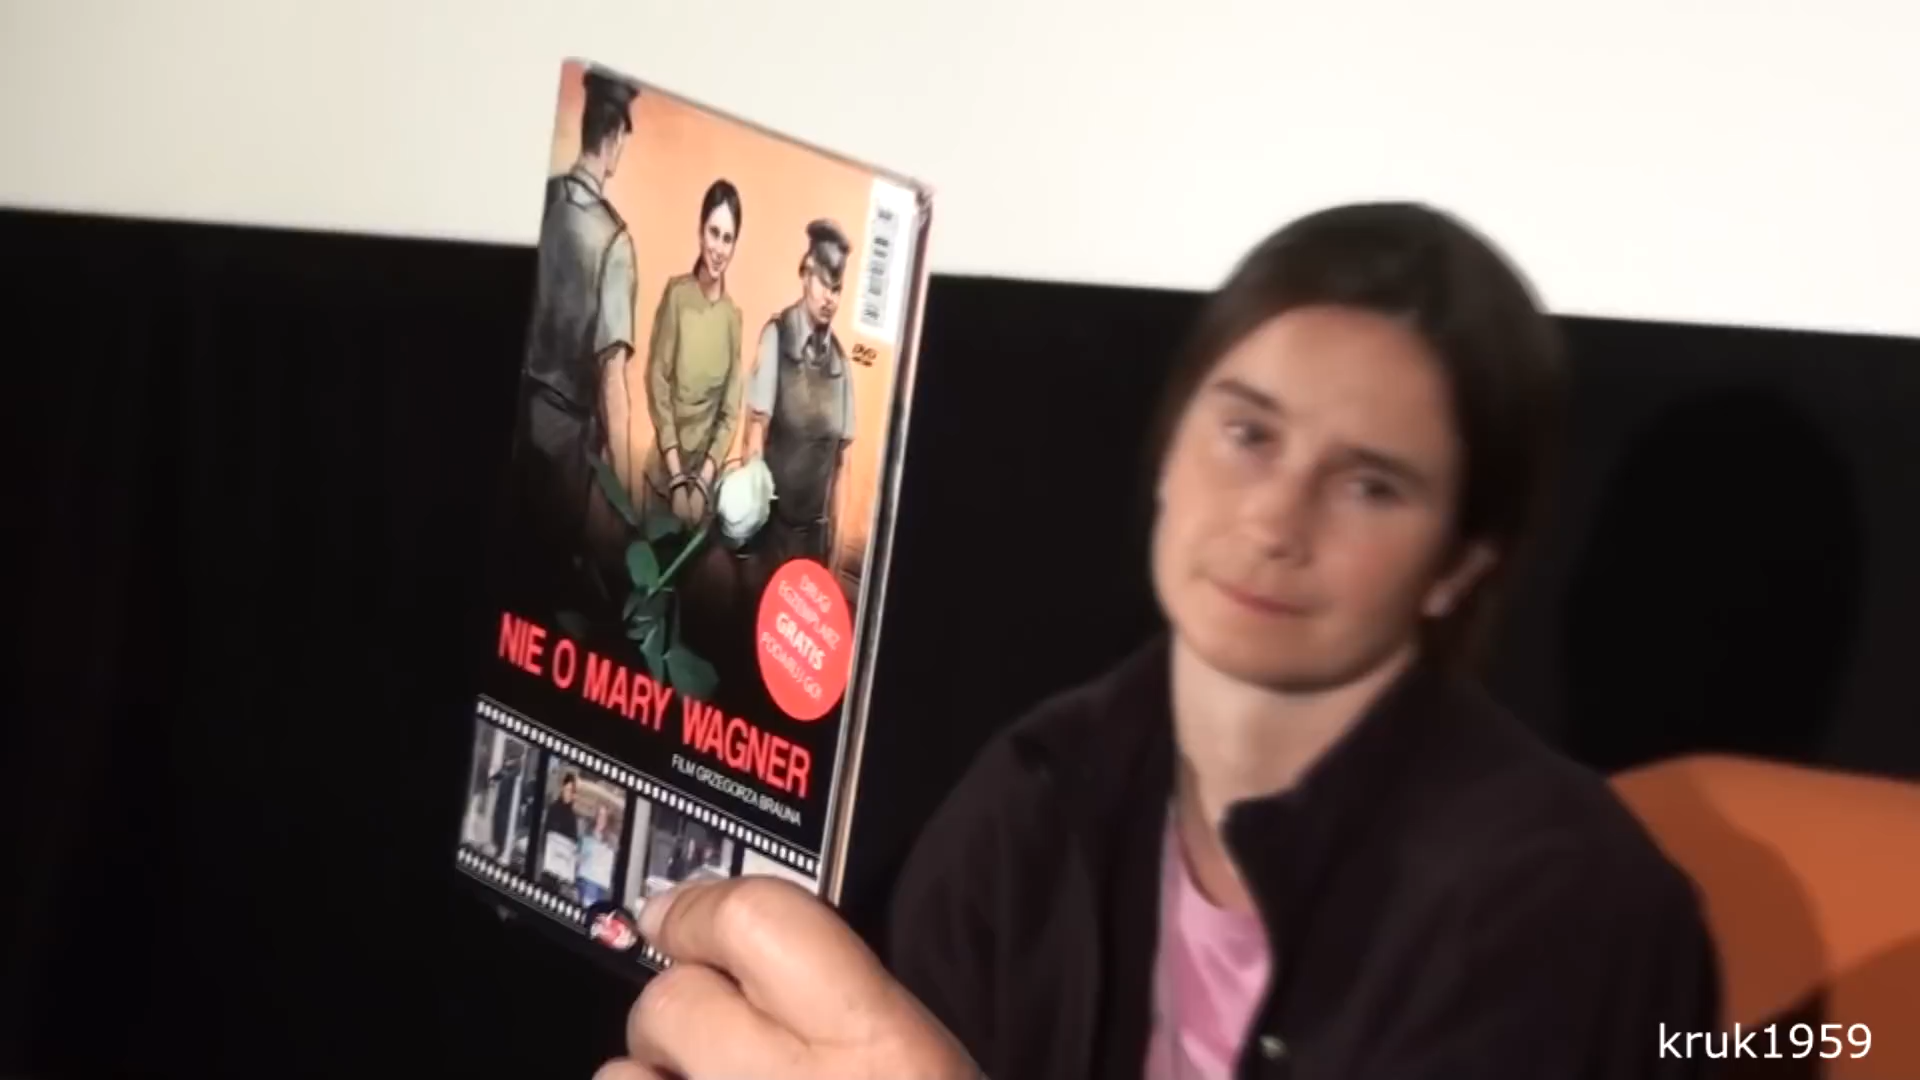 DVD
DRUGI
EGZEMPLARZ
GRATIS
PODARUJ GO!
NIE O MARY WAGNER
FILM GRZEGORZA BRAUNA
kruk1959